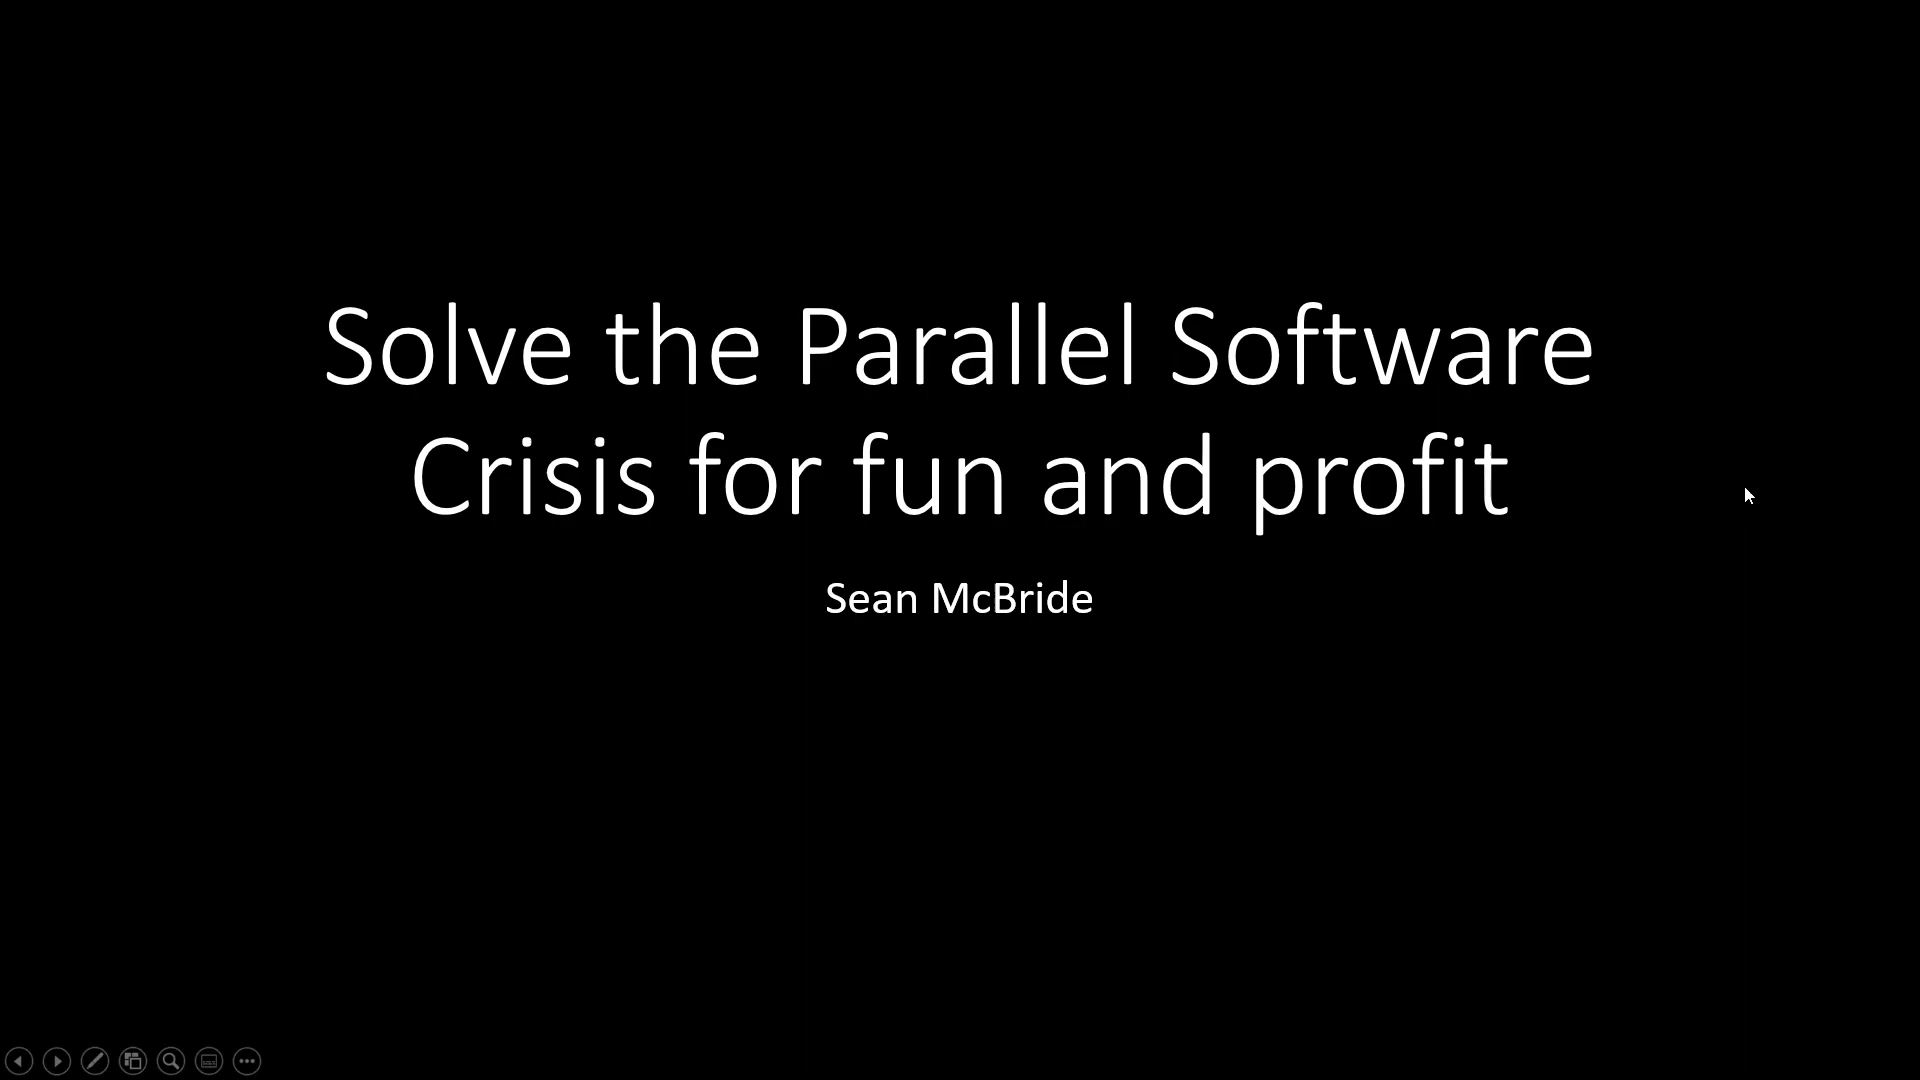 Solve the Parallel Software
Crisis for fun and profit
Sean McBride